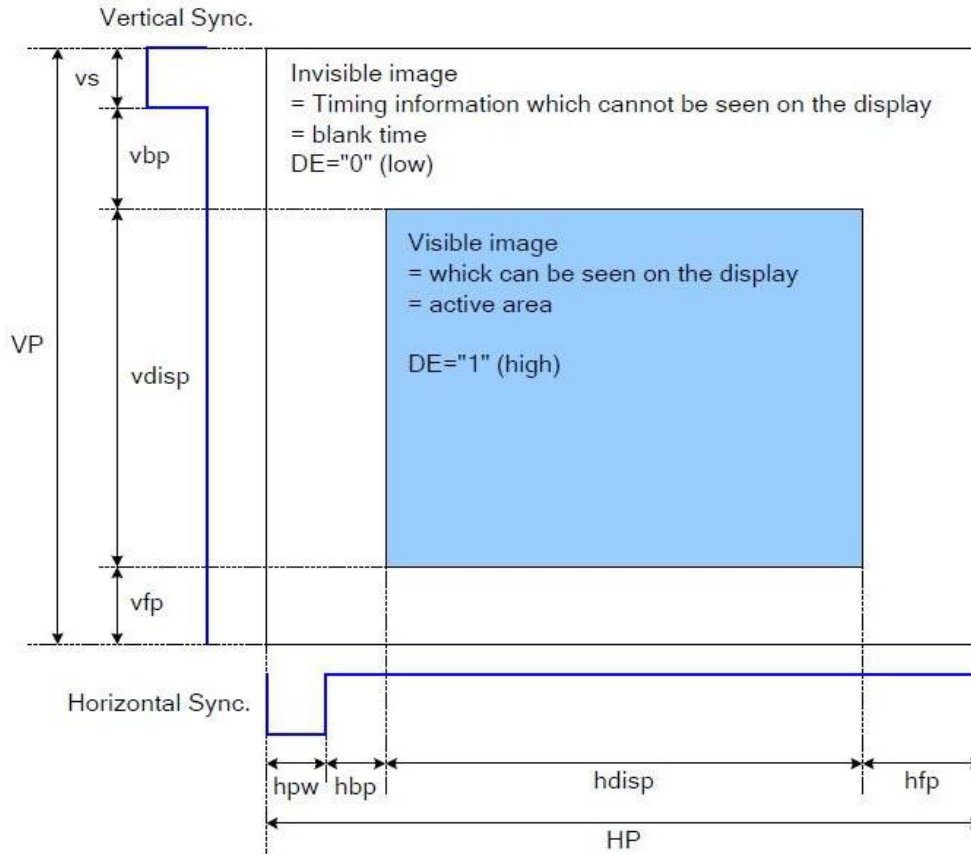 Vertical Sync.
vs
Invisible image
= Timing information which cannot be seen on the display
= blank time
DE="0" (low)
vbp
Visible image
= whick can be seen on the display
= active area
DE="1" (high)
VP
vdisp
vfp
Horizontal Sync.
hpw
hbp
hdisp
hfp
HP